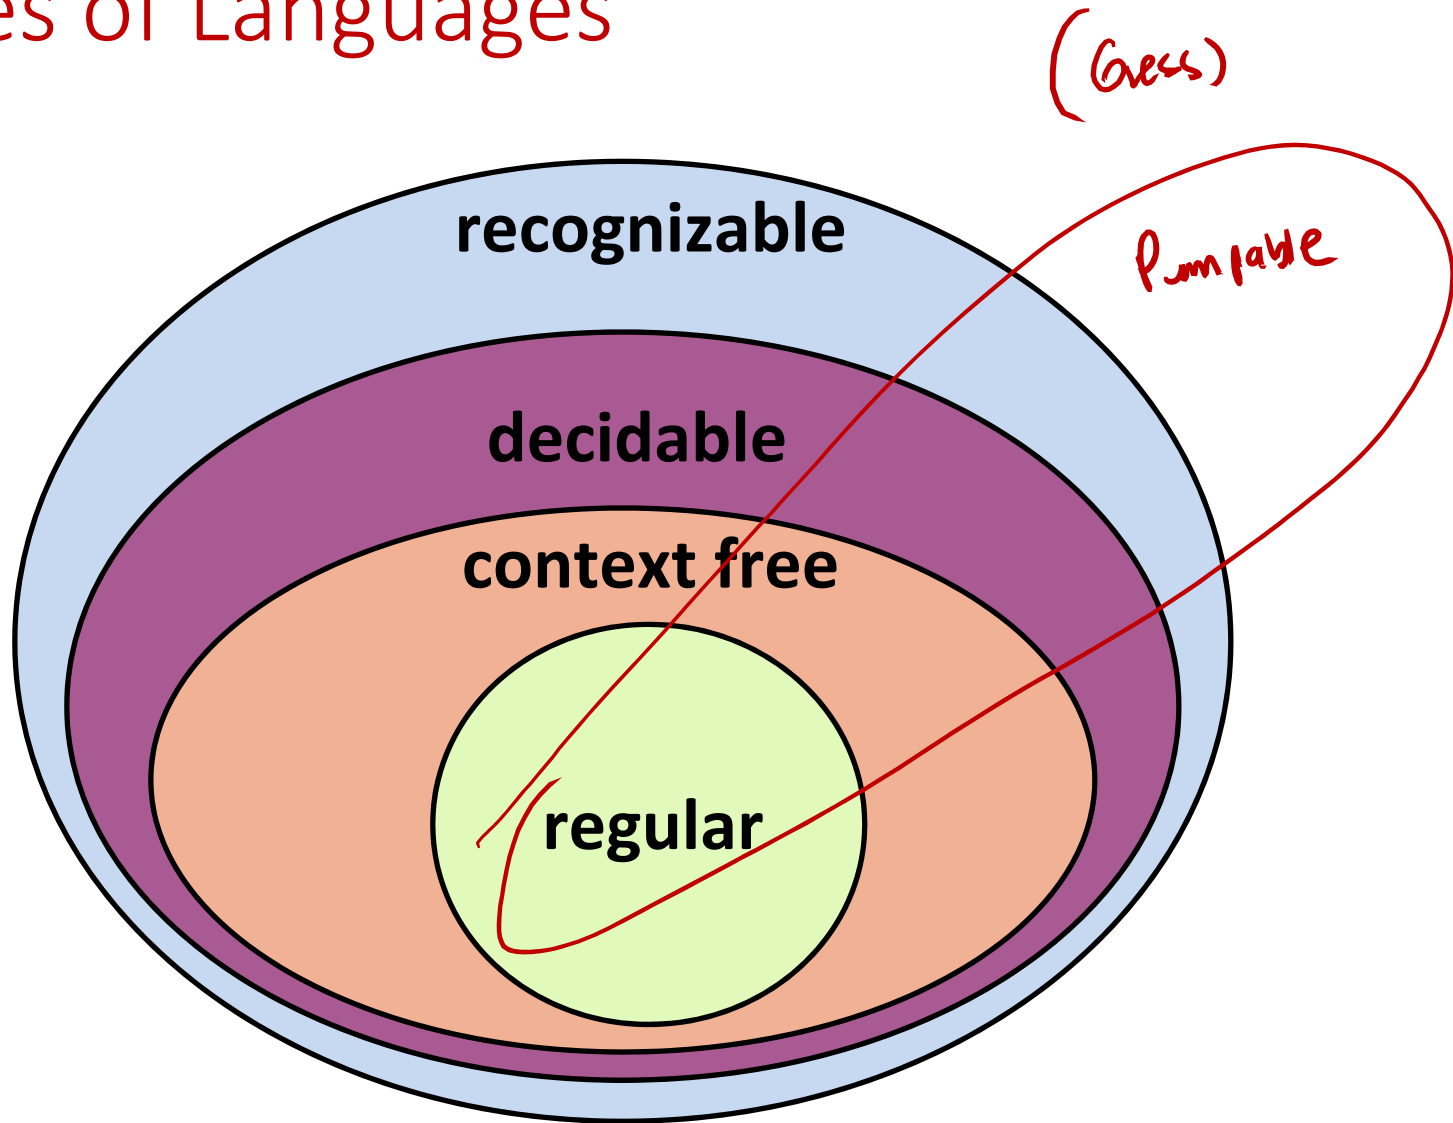 es of Languages
(Guess)
recognizable
Pumpable
decidable
context free
regular